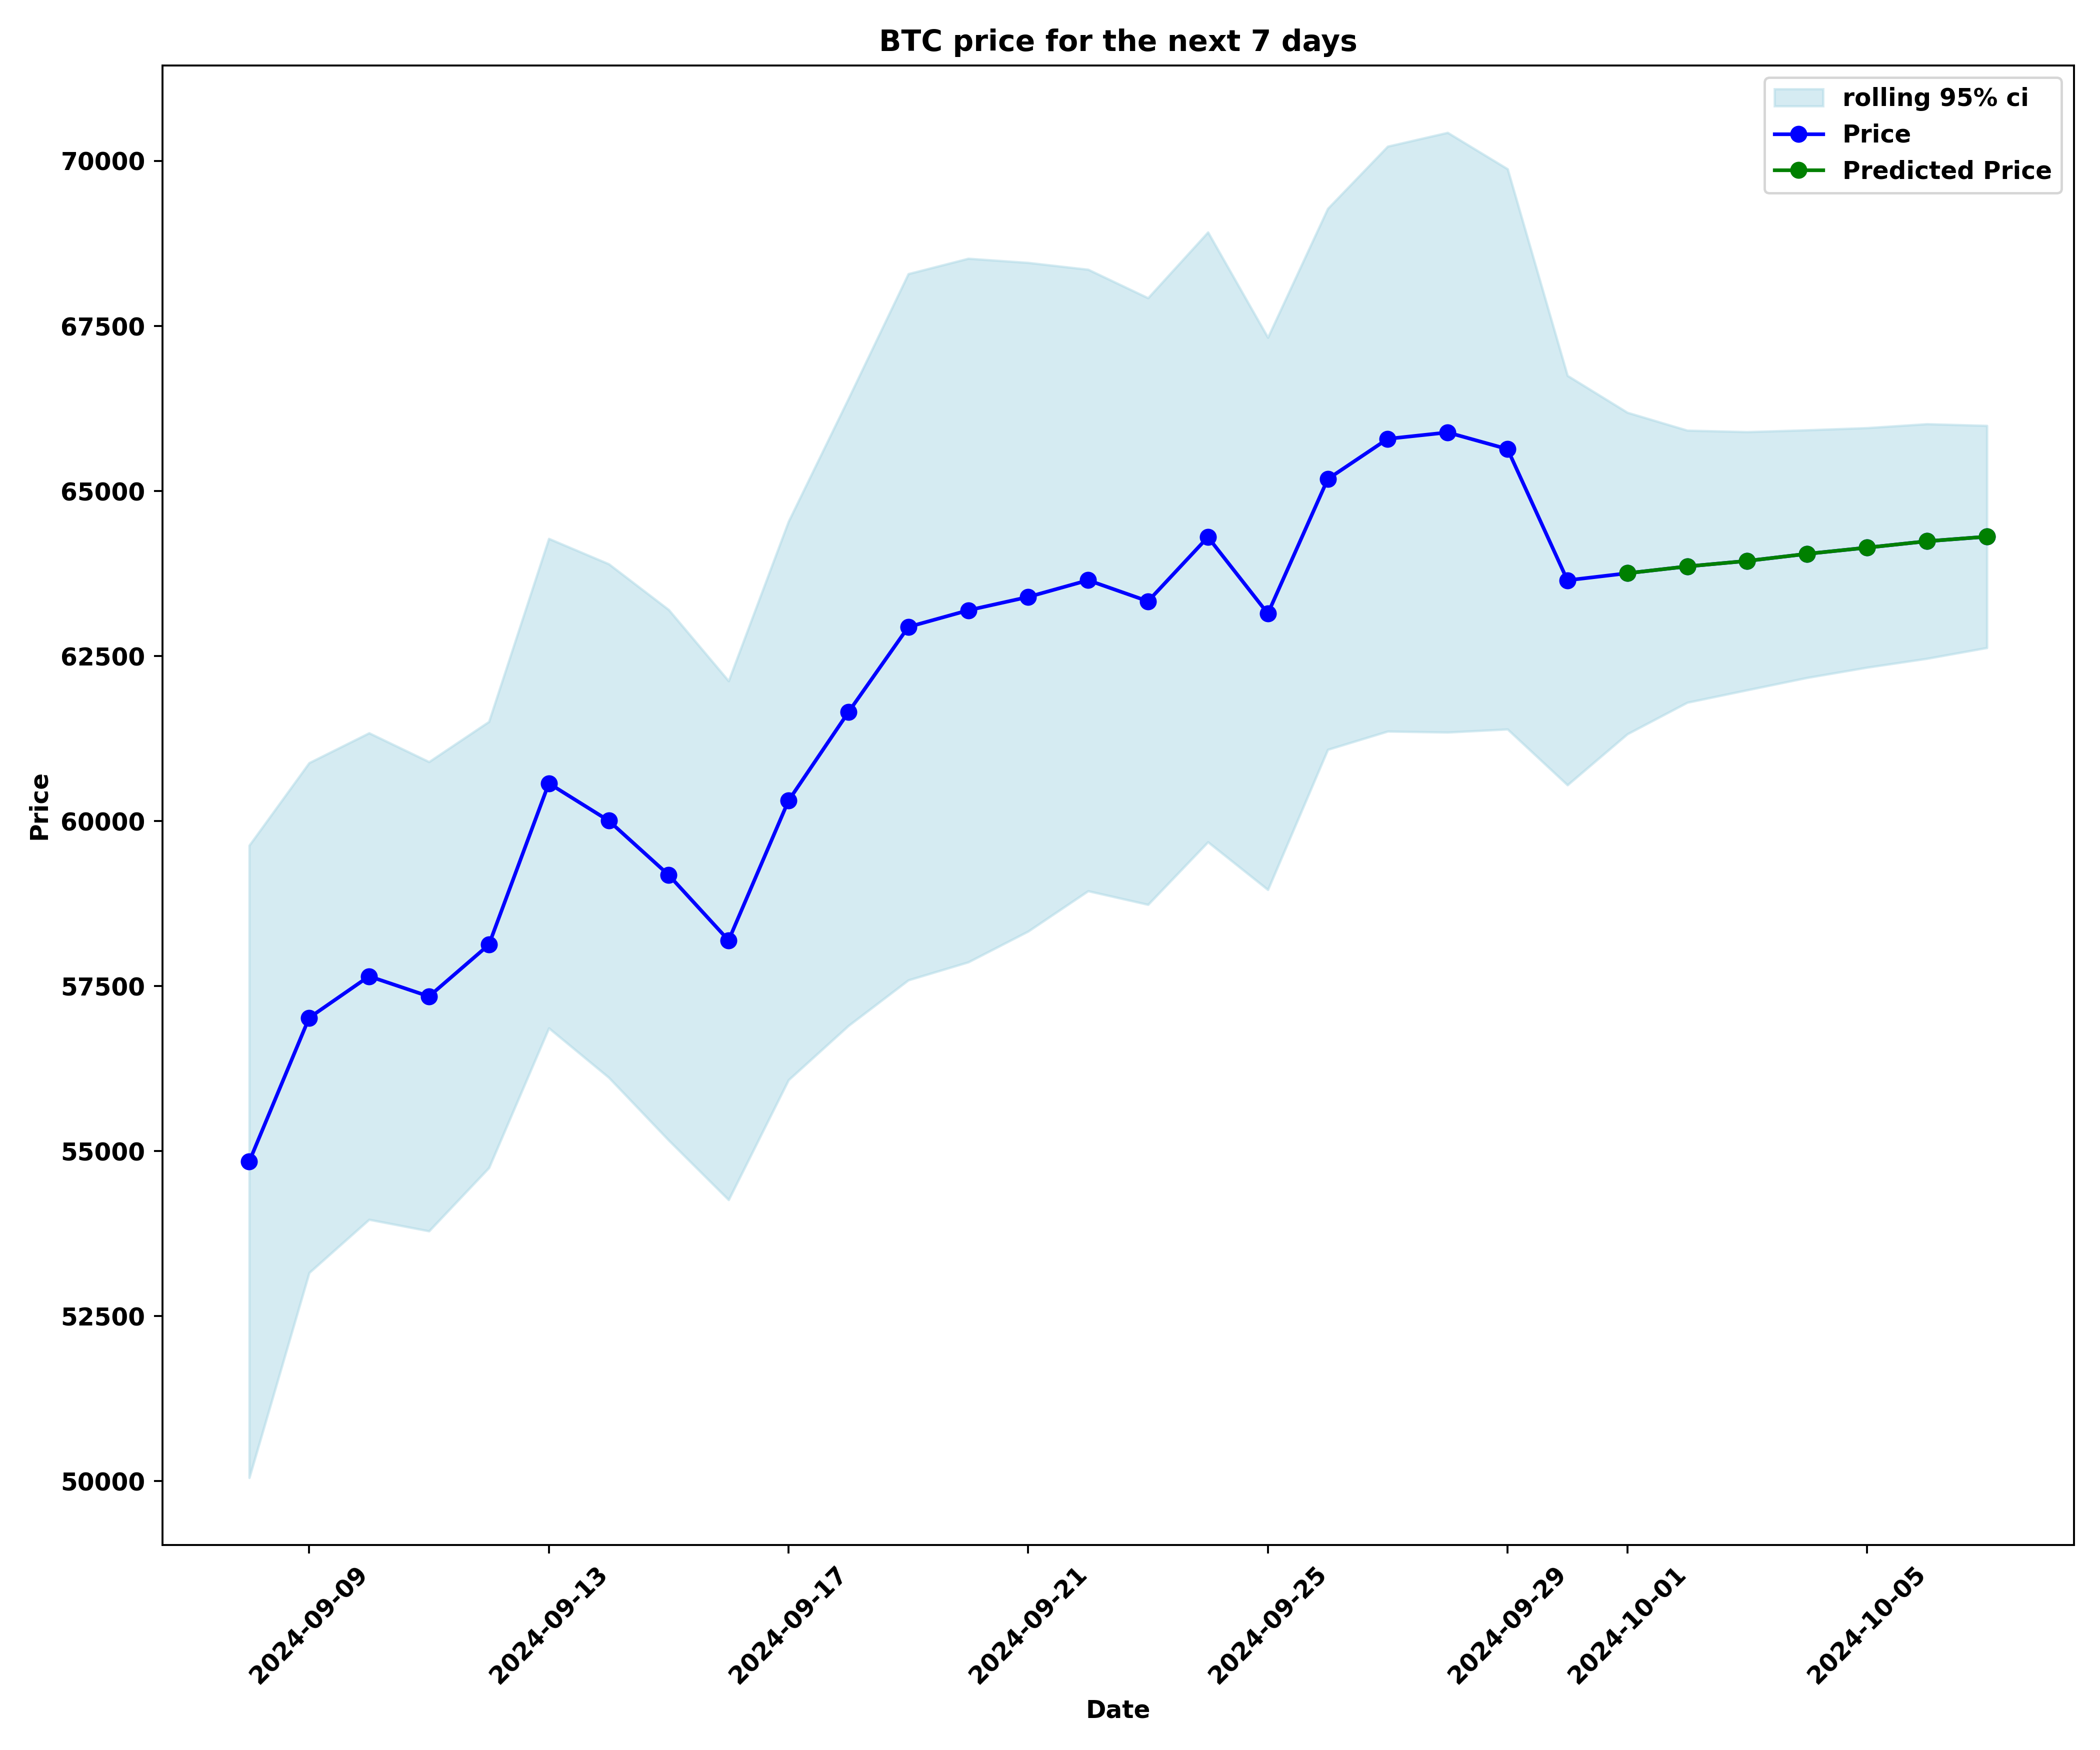 BTC price for the next 7 days
rolling 95% ci
Price
Predicted Price
70000
67500
65000
62500
60000
57500
55000
52500
50000
Price
2024-09-09
2024-09-13
2024-09-17
2024-09-21
2024-09-25
2024-09-29
2024-10-01
2024-10-05
Date